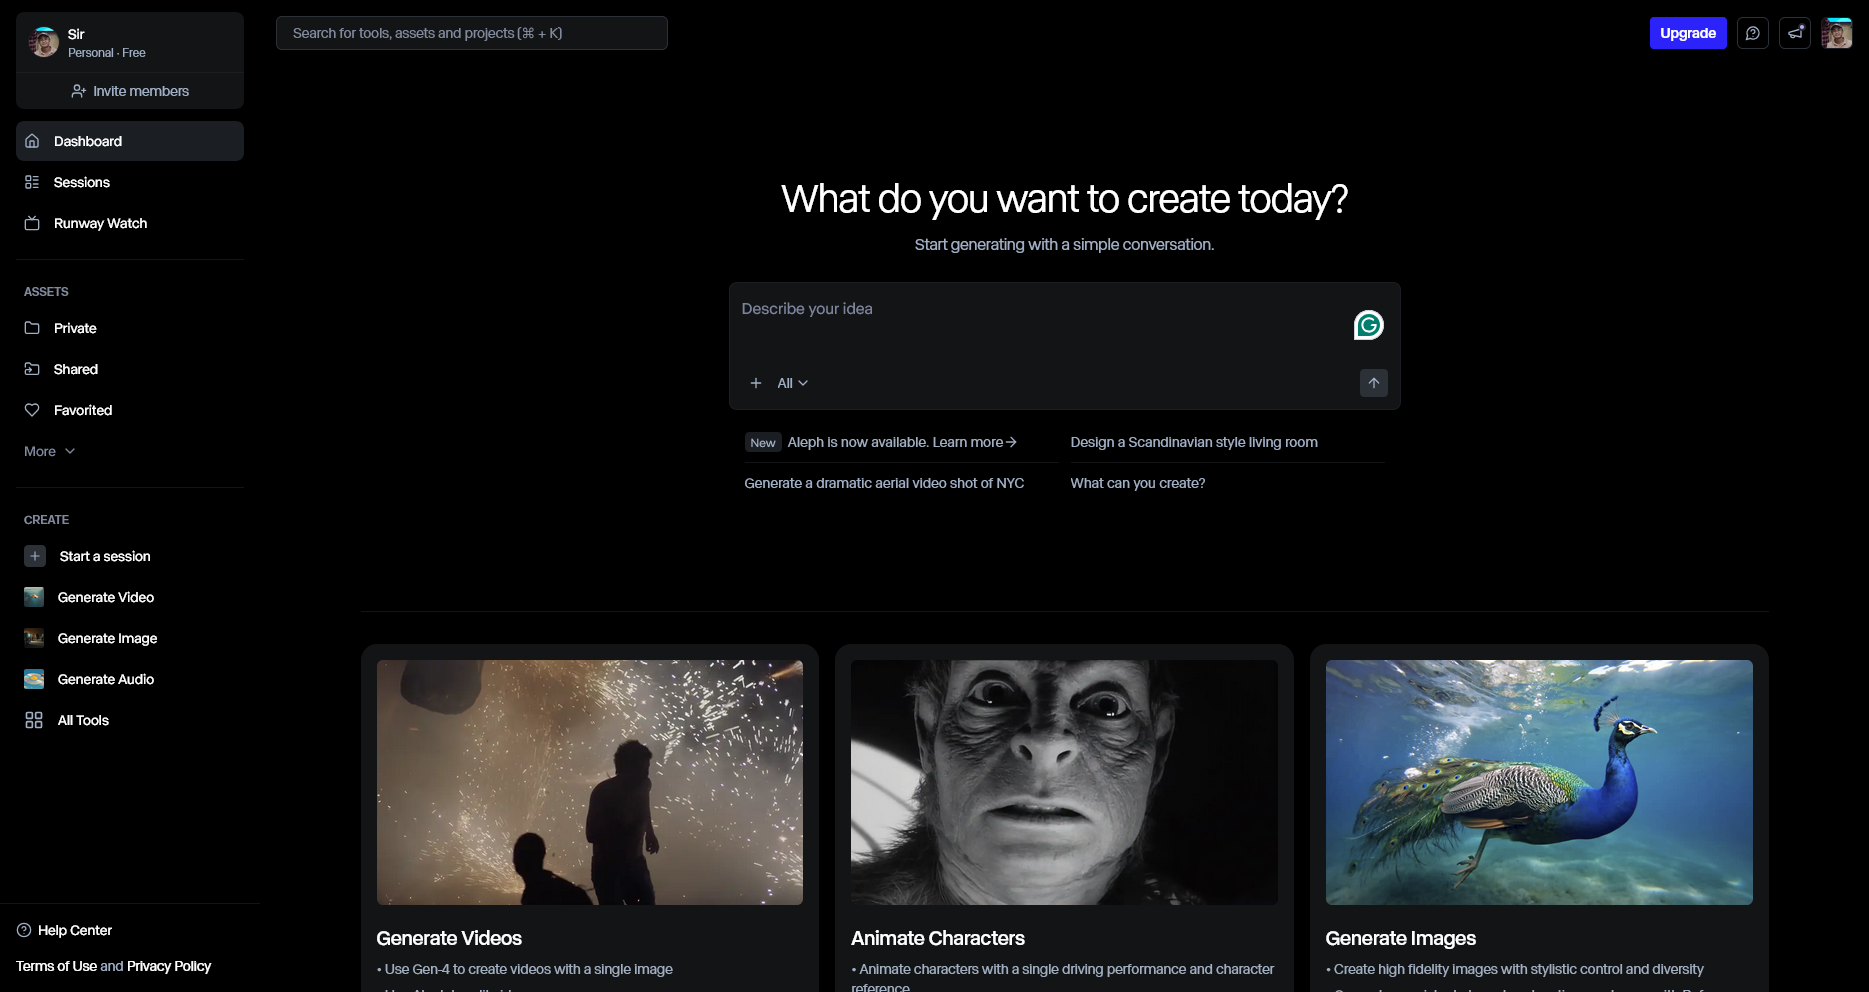 Sir
Personal · Free
Invite members
Dashboard
Sessions
Runway Watch
ASSETS
Private
Shared
Favorited
More
CREATE
Start a session
Generate Video
Generate Image
Generate Audio
All Tools
Help Center
Terms of Use and Privacy Policy
Search for tools, assets and projects (⌘ + K)
Upgrade
What do you want to create today?
Start generating with a simple conversation.
Describe your idea
All
New Aleph is now available. Learn more
Design a Scandinavian style living room
Generate a dramatic aerial video shot of NYC
What can you create?
Generate Videos
• Use Gen-4 to create videos with a single image
Animate Characters
• Animate characters with a single driving performance and character
reference
Generate Images
• Create high fidelity images with stylistic control and diversity